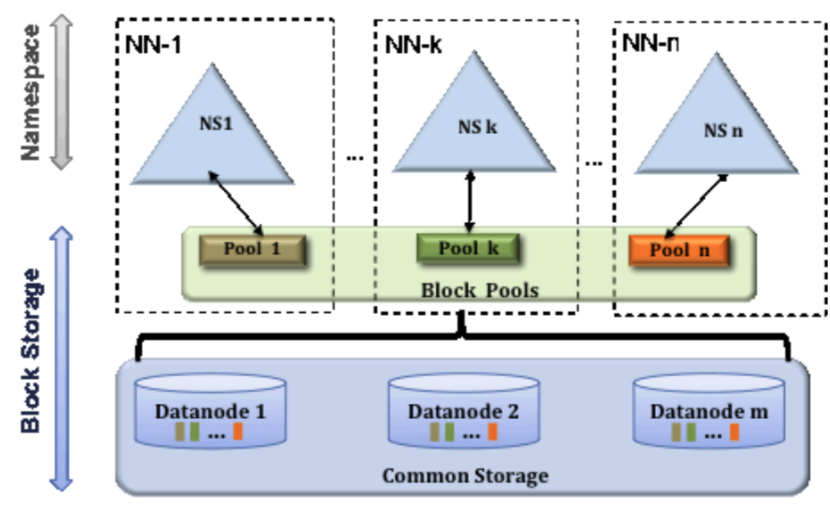 NN-1
NN-k
NN-n
Namespace
NS1
NS k
NS n
...
...
Pool 1
Pool k
Pool n
Block Pools
Block Storage
Datanode 1
Datanode 2
Datanode m
...
...
...
Common Storage